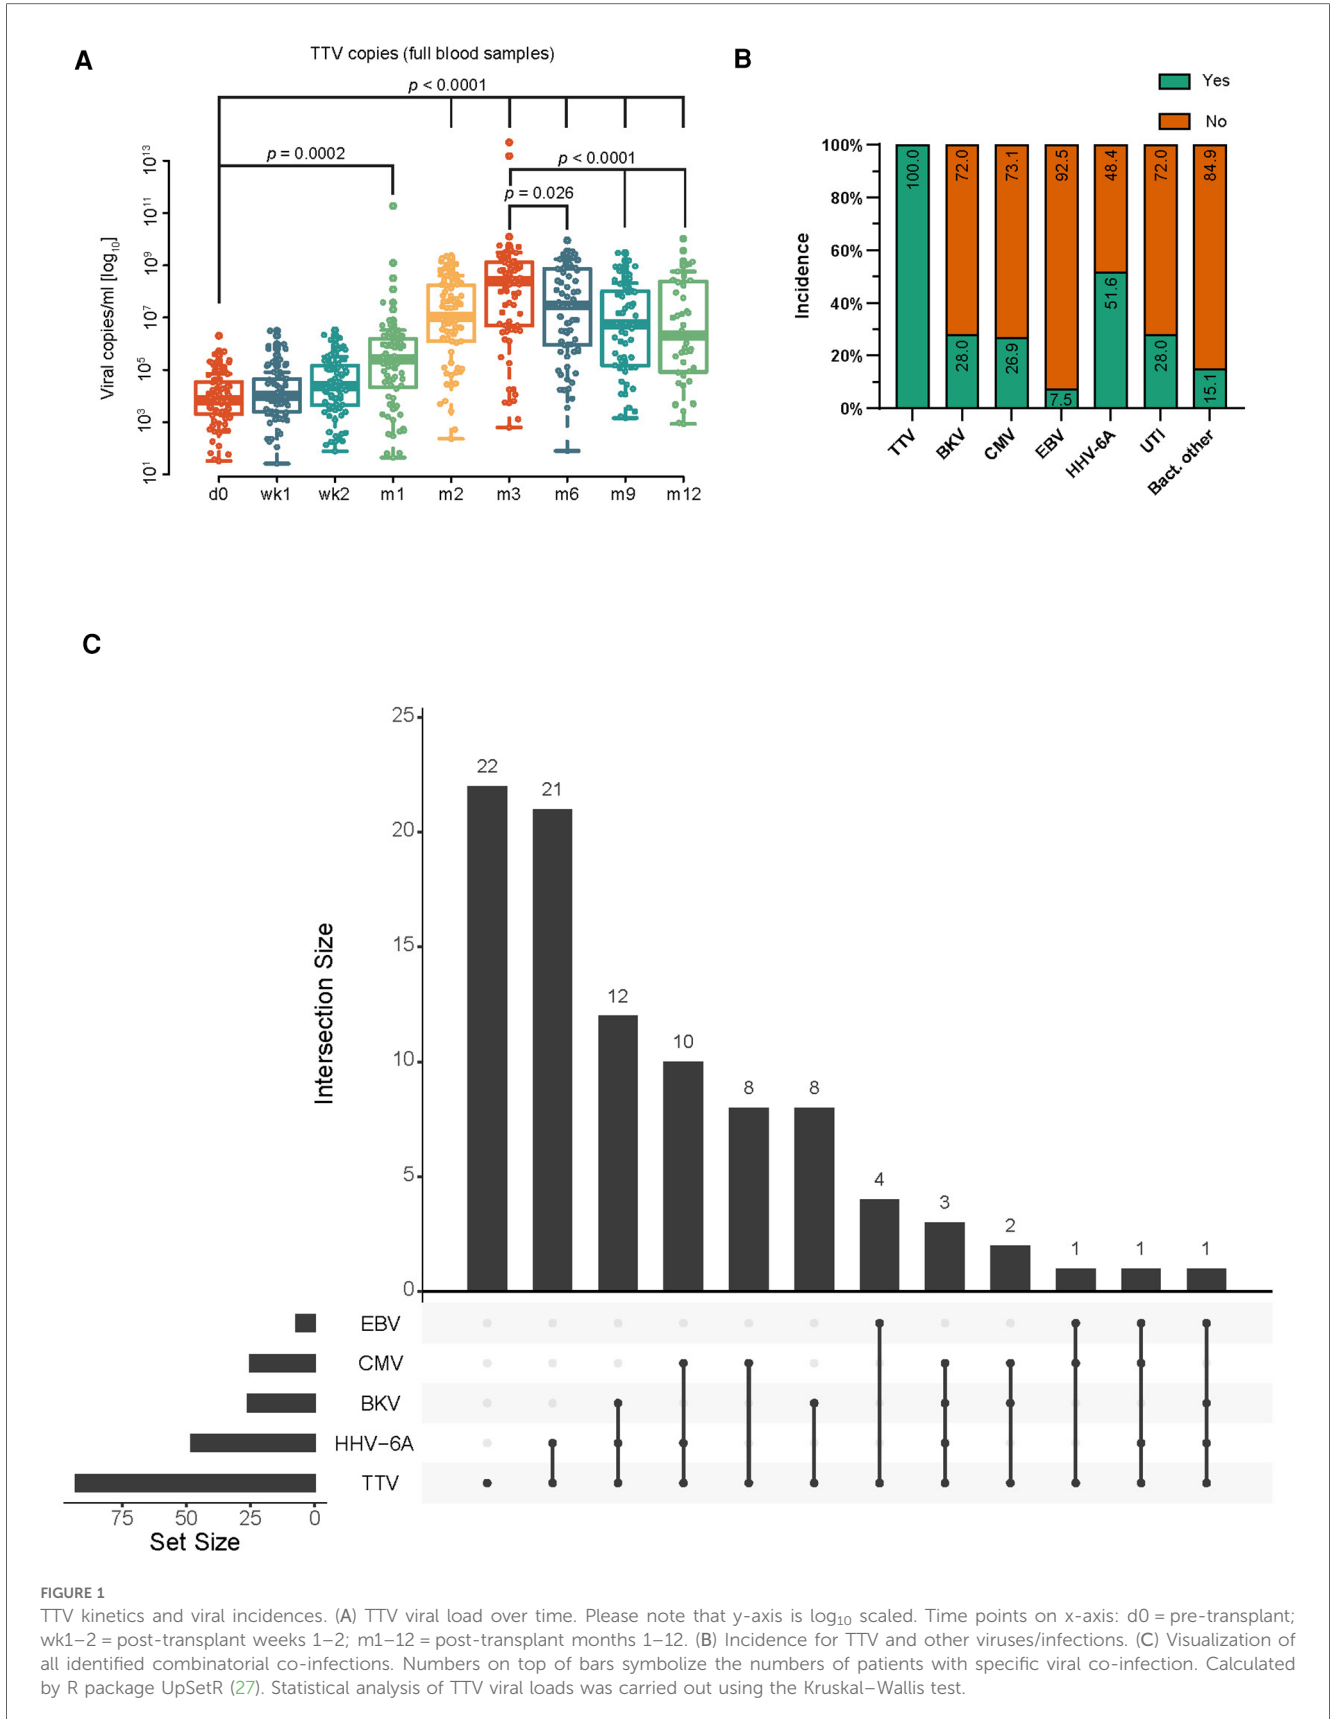 A
TTV copies (full blood samples)
p < 0.0001
p = 0.0002
p < 0.0001
p = 0.026
Viral copies/ml [log10]
10^13
10^11
10^9
10^7
10^5
10^3
10^1
d0 wk1 wk2 m1 m2 m3 m6 m9 m12
B
Yes
No
Incidence
100%
80%
60%
40%
20%
0%
100.0 72.0 73.1 92.5 48.4 72.0 84.9
28.0 26.9 7.5 51.6 28.0 15.1
TTV BKV CMV EBV HHV-6A UTI Bact. other
C
Intersection Size
25
20
15
10
5
0
22 21 12 10 8 8 4 3 2 1 1 1
EBV
CMV
BKV
HHV−6A
TTV
75 50 25 0
Set Size
FIGURE 1
TTV kinetics and viral incidences. (A) TTV viral load over time. Please note that y-axis is log10 scaled. Time points on x-axis: d0 = pre-transplant;
wk1–2 = post-transplant weeks 1–2; m1–12 = post-transplant months 1–12. (B) Incidence for TTV and other viruses/infections. (C) Visualization of
all identified combinatorial co-infections. Numbers on top of bars symbolize the numbers of patients with specific viral co-infection. Calculated
by R package UpSetR (27). Statistical analysis of TTV viral loads was carried out using the Kruskal–Wallis test.